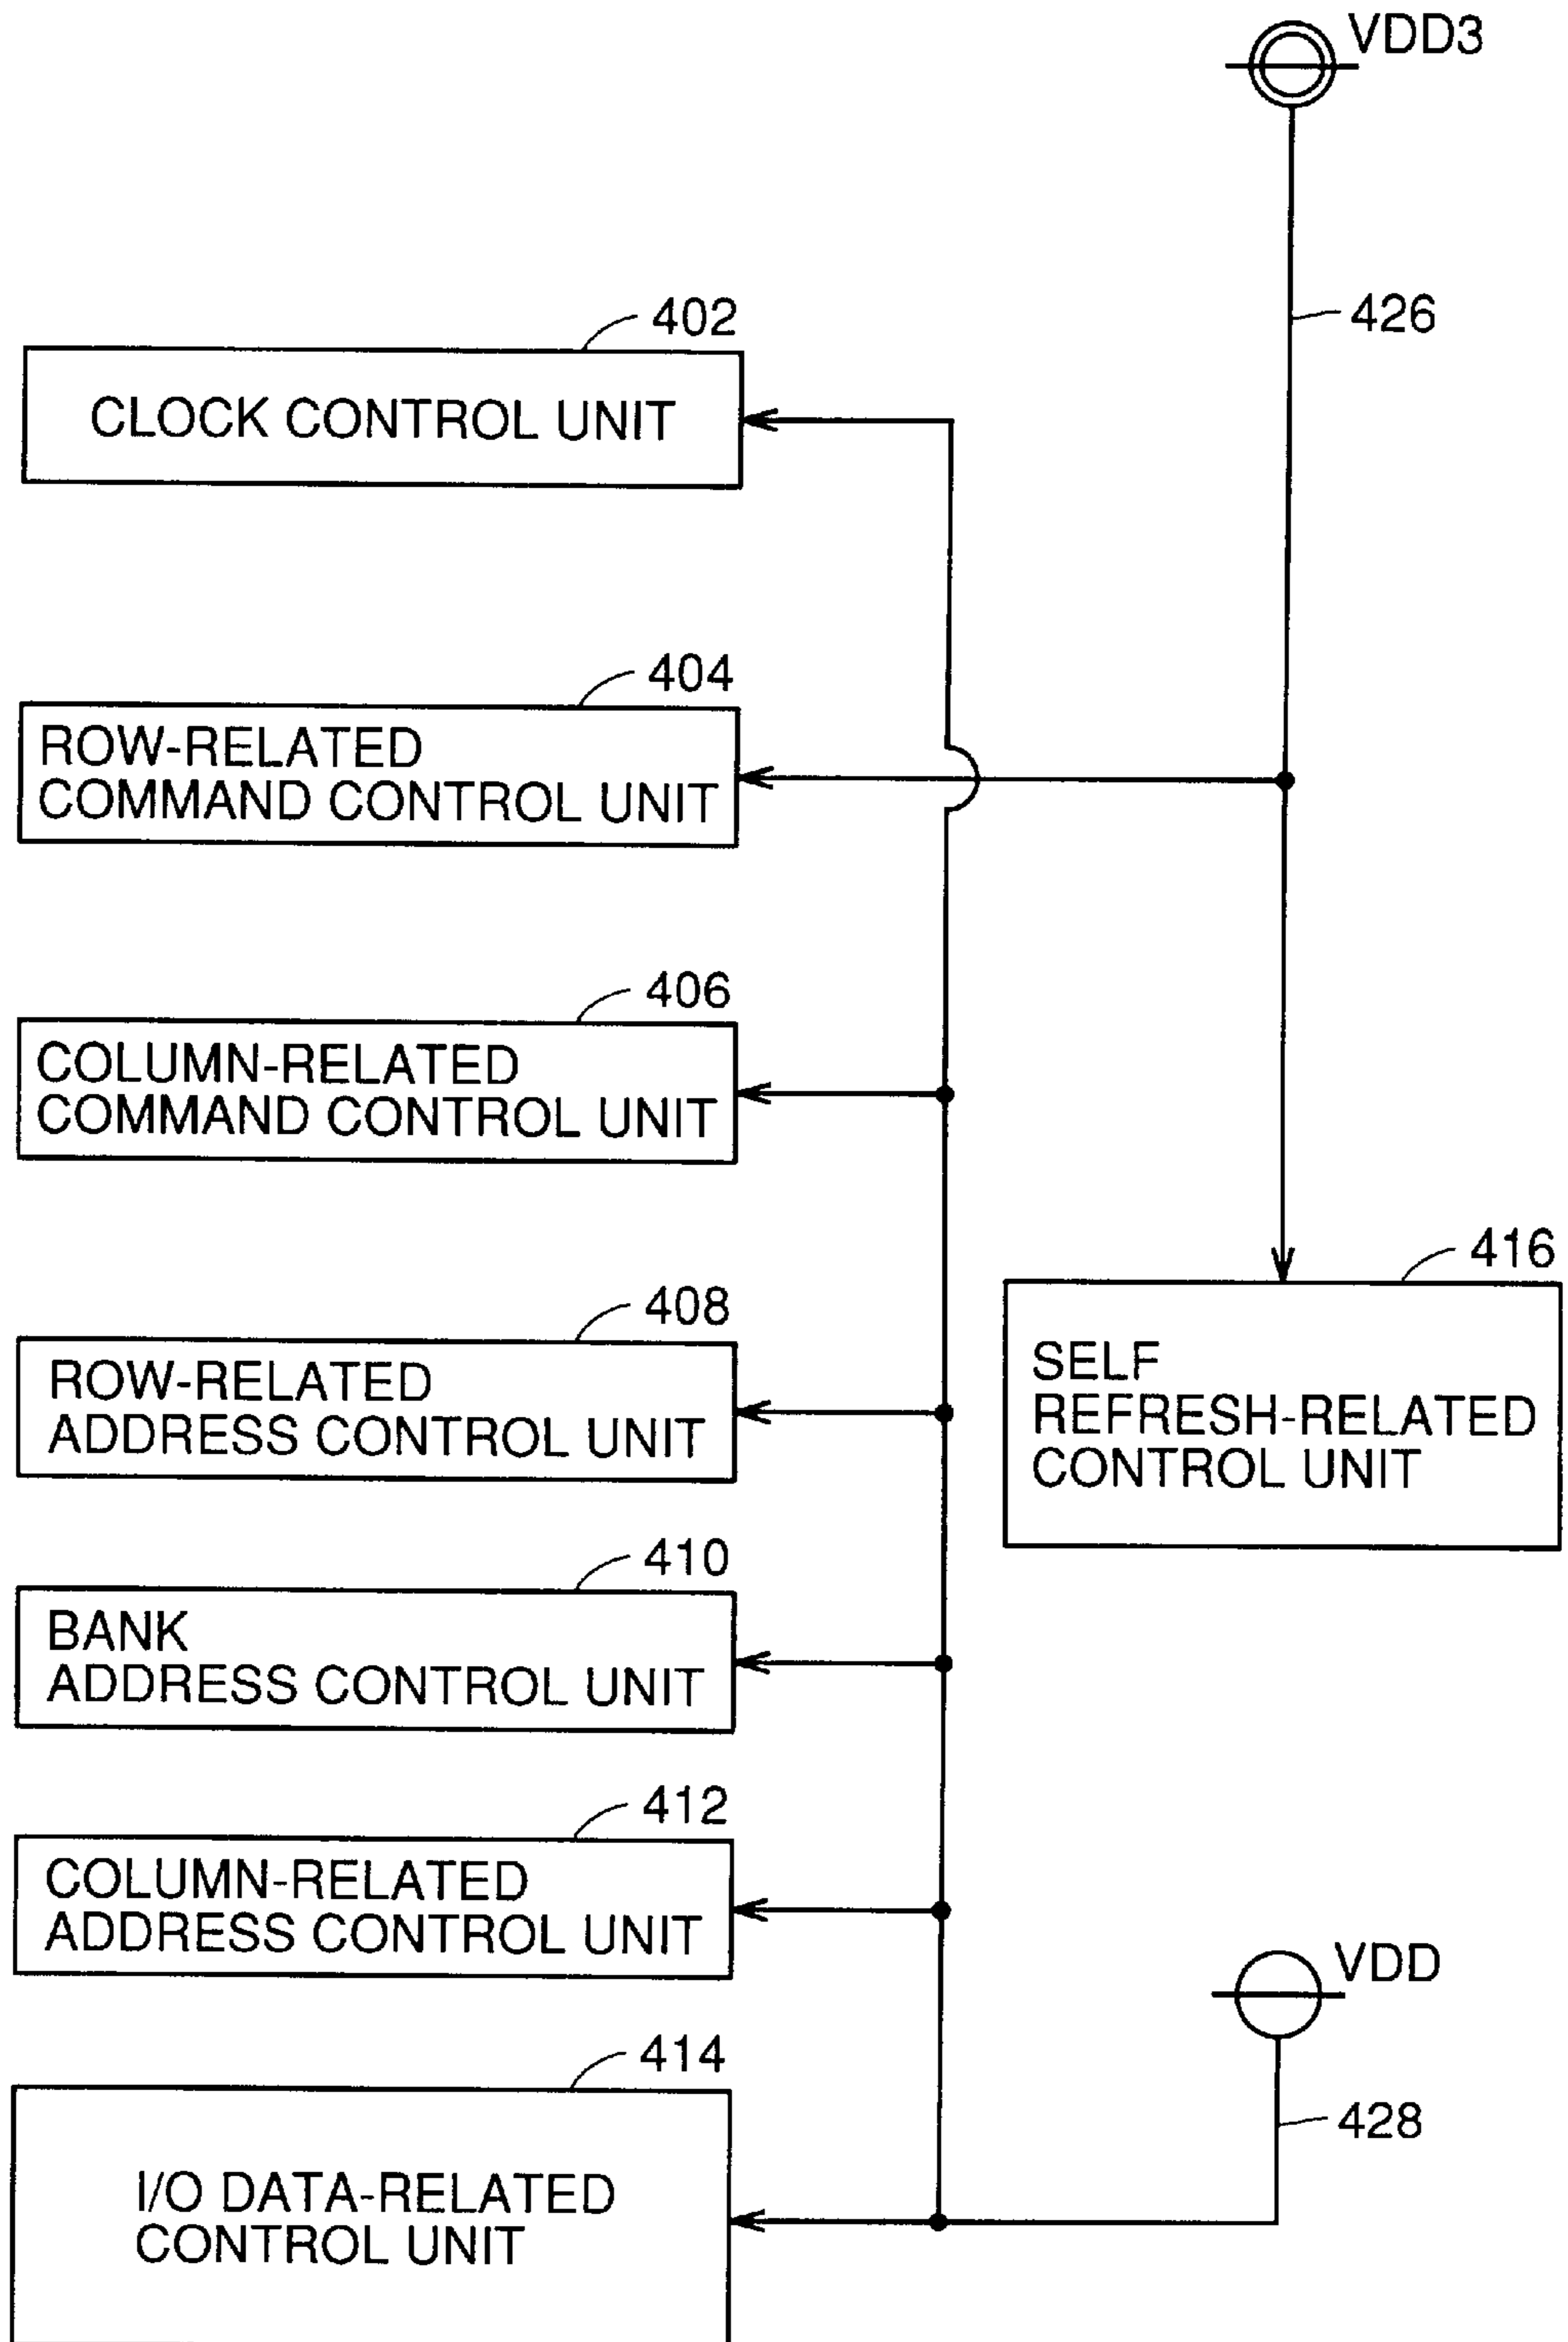 VDD3
426
402
CLOCK CONTROL UNIT
404
ROW-RELATED
COMMAND CONTROL UNIT
406
COLUMN-RELATED
COMMAND CONTROL UNIT
408
ROW-RELATED
ADDRESS CONTROL UNIT
416
SELF
REFRESH-RELATED
CONTROL UNIT
410
BANK
ADDRESS CONTROL UNIT
412
COLUMN-RELATED
ADDRESS CONTROL UNIT
VDD
428
414
I/O DATA-RELATED
CONTROL UNIT